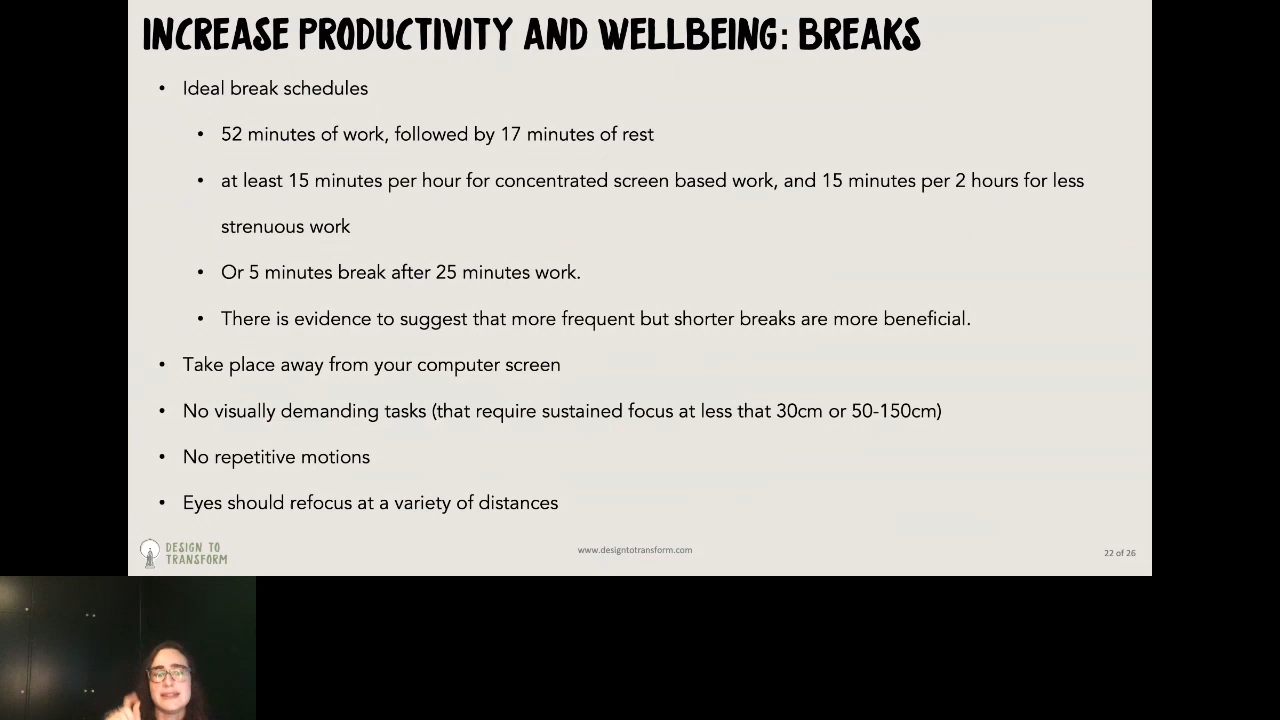 INCREASE PRODUCTIVITY AND WELLBEING: BREAKS
• Ideal break schedules
• 52 minutes of work, followed by 17 minutes of rest
• at least 15 minutes per hour for concentrated screen based work, and 15 minutes per 2 hours for less
strenuous work
• Or 5 minutes break after 25 minutes work.
• There is evidence to suggest that more frequent but shorter breaks are more beneficial.
• Take place away from your computer screen
• No visually demanding tasks (that require sustained focus at less that 30cm or 50-150cm)
• No repetitive motions
• Eyes should refocus at a variety of distances
DESIGN TO
TRANSFORM
www.designtotransform.com
22 of 26